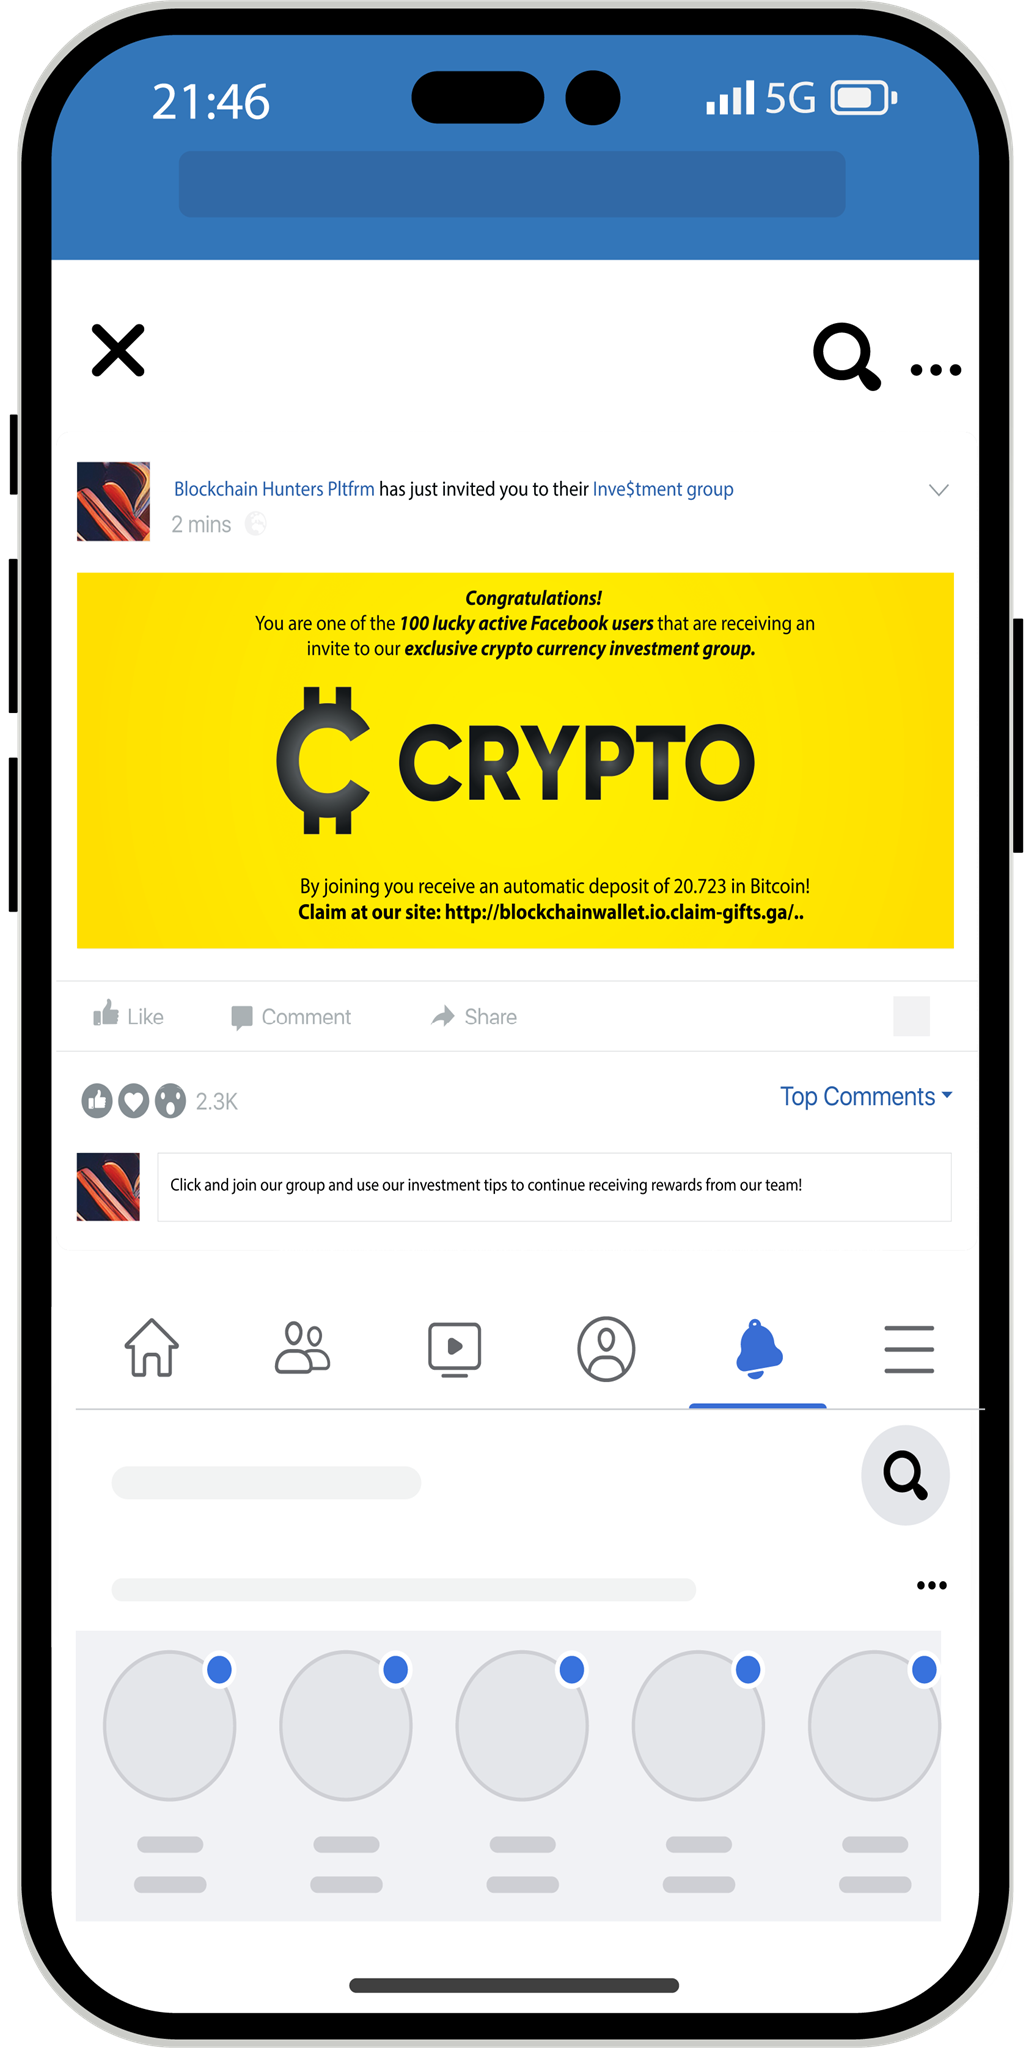 21:46
5G
Blockchain Hunters Pltfrm has just invited you to their Inve$tment group
2 mins
Congratulations!
You are one of the 100 lucky active Facebook users that are receiving an
invite to our exclusive crypto currency investment group.
CRYPTO
By joining you receive an automatic deposit of 20.723 in Bitcoin!
Claim at our site: http://blockchainwallet.io.claim-gifts.ga/..
Like Comment Share
2.3K
Top Comments
Click and join our group and use our investment tips to continue receiving rewards from our team!